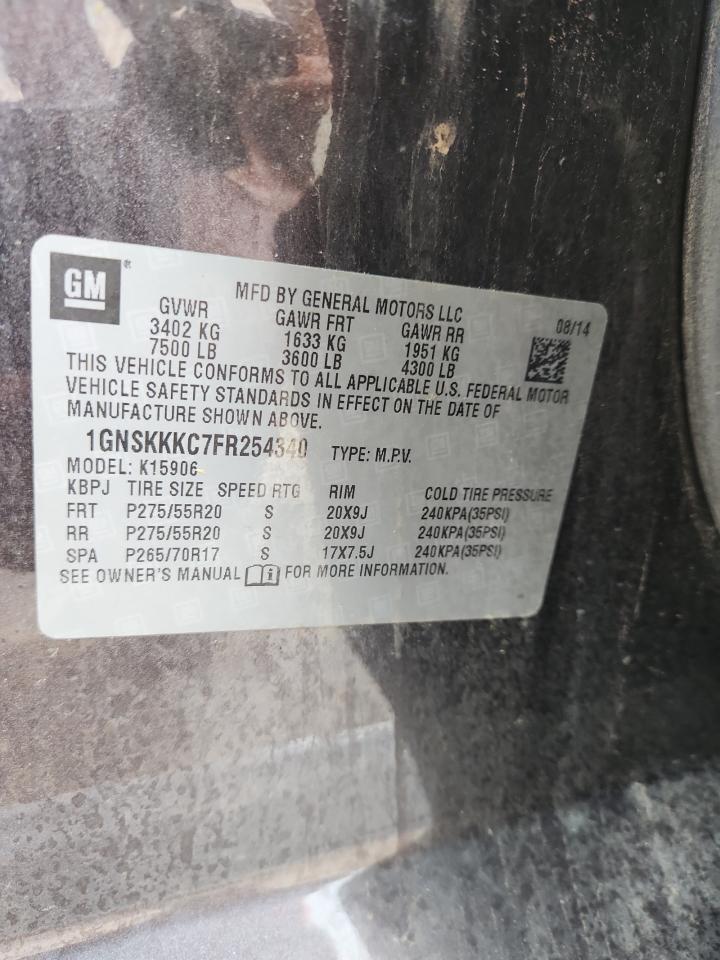 GM
MFD BY GENERAL MOTORS LLC
08/14
GVWR GAWR FRT GAWR RR
3402 KG 1633 KG 1951 KG
7500 LB 3600 LB 4300 LB
THIS VEHICLE CONFORMS TO ALL APPLICABLE U.S. FEDERAL MOTOR
VEHICLE SAFETY STANDARDS IN EFFECT ON THE DATE OF
MANUFACTURE SHOWN ABOVE.
1GNSKKKC7FR254340 TYPE: M.P.V.
MODEL: K15906
KBPJ TIRE SIZE SPEED RTG RIM COLD TIRE PRESSURE
FRT P275/55R20 S 20X9J 240KPA(35PSI)
RR P275/55R20 S 20X9J 240KPA(35PSI)
SPA P265/70R17 S 17X7.5J 240KPA(35PSI)
SEE OWNER'S MANUAL i FOR MORE INFORMATION.